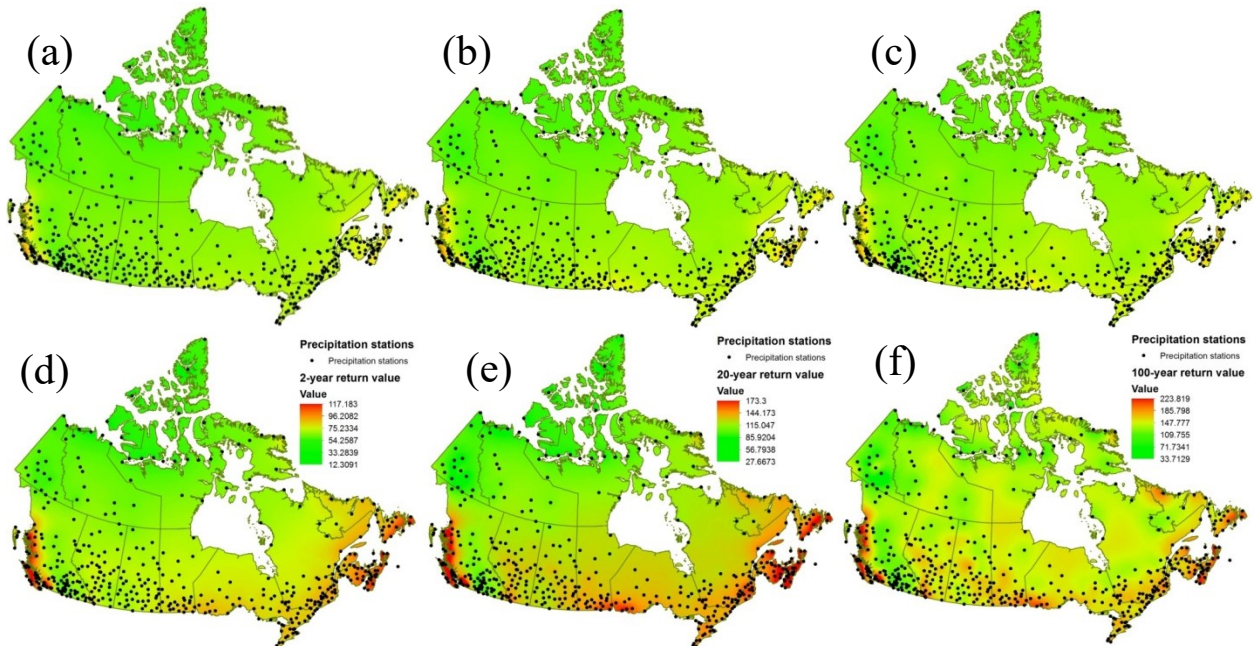 (a)
(b)
(c)
(d)
Precipitation stations
Precipitation stations
2-year return value
Value
117.183
96.2082
75.2334
54.2587
33.2839
12.3091
(e)
Precipitation stations
Precipitation stations
20-year return value
Value
173.3
144.173
115.047
85.9204
56.7938
27.6673
(f)
Precipitation stations
Precipitation stations
100-year return value
Value
223.819
185.798
147.777
109.755
71.7341
33.7129